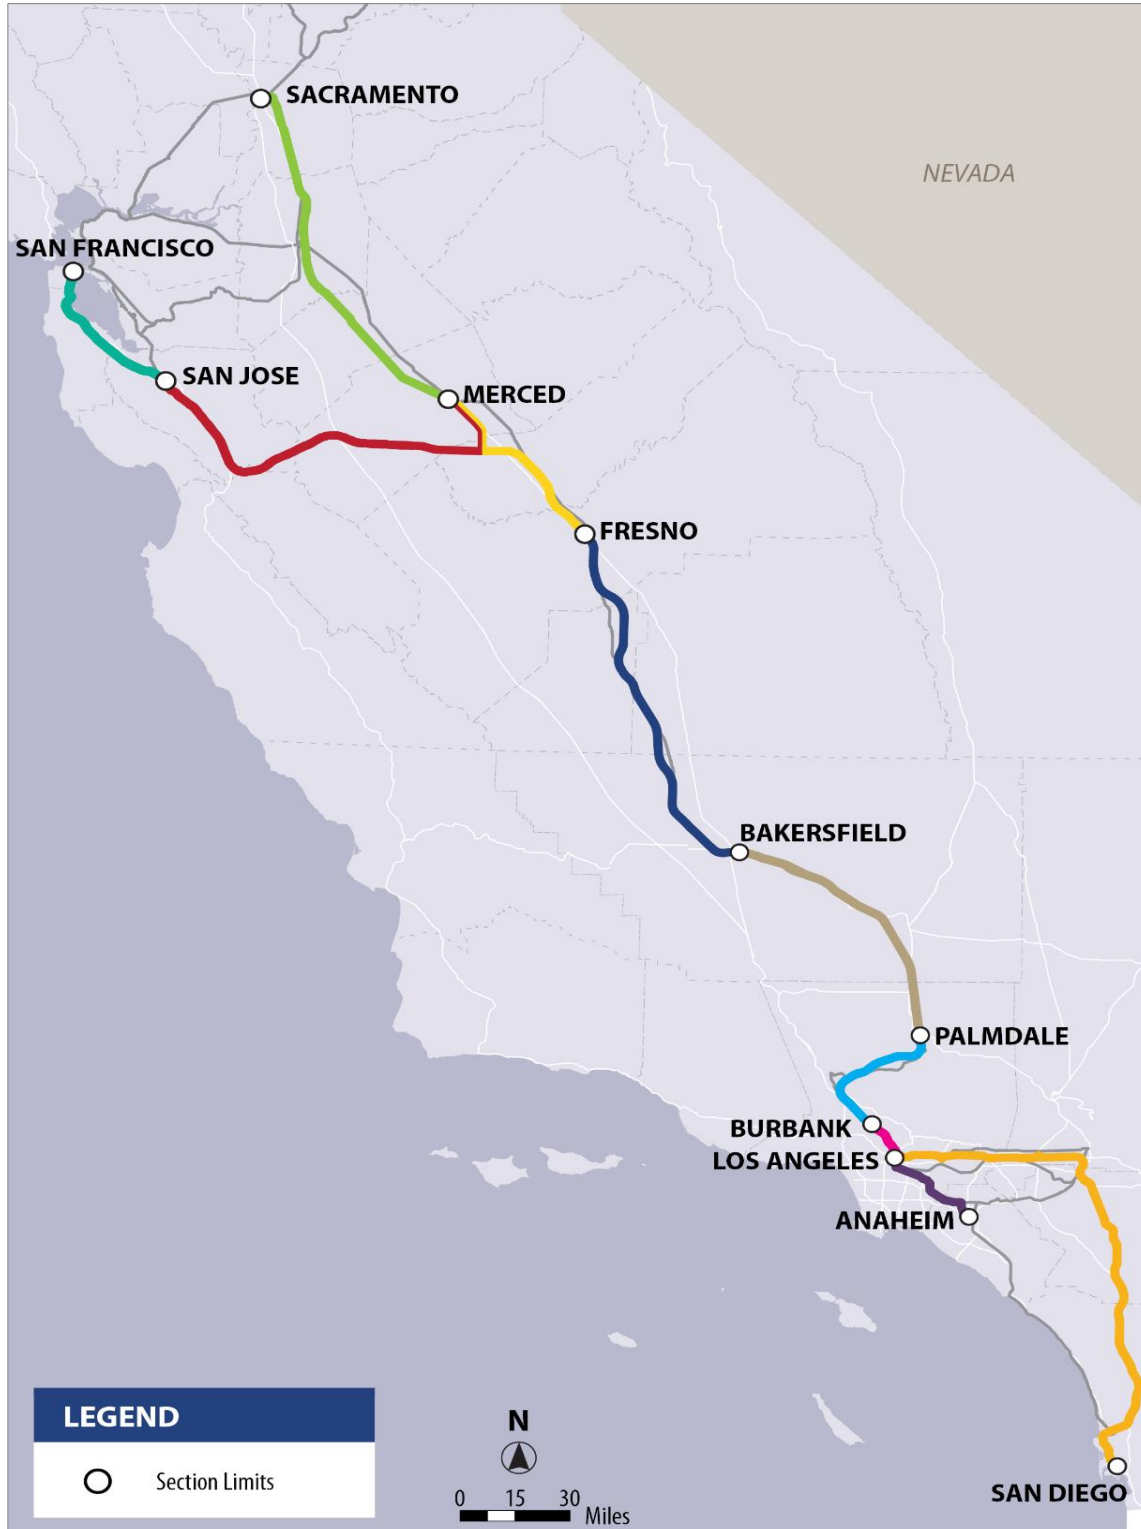 SACRAMENTO
NEVADA
SAN FRANCISCO
SAN JOSE
MERCED
FRESNO
BAKERSFIELD
PALMDALE
BURBANK
LOS ANGELES
ANAHEIM
SAN DIEGO
LEGEND
Section Limits
N
0 15 30
Miles